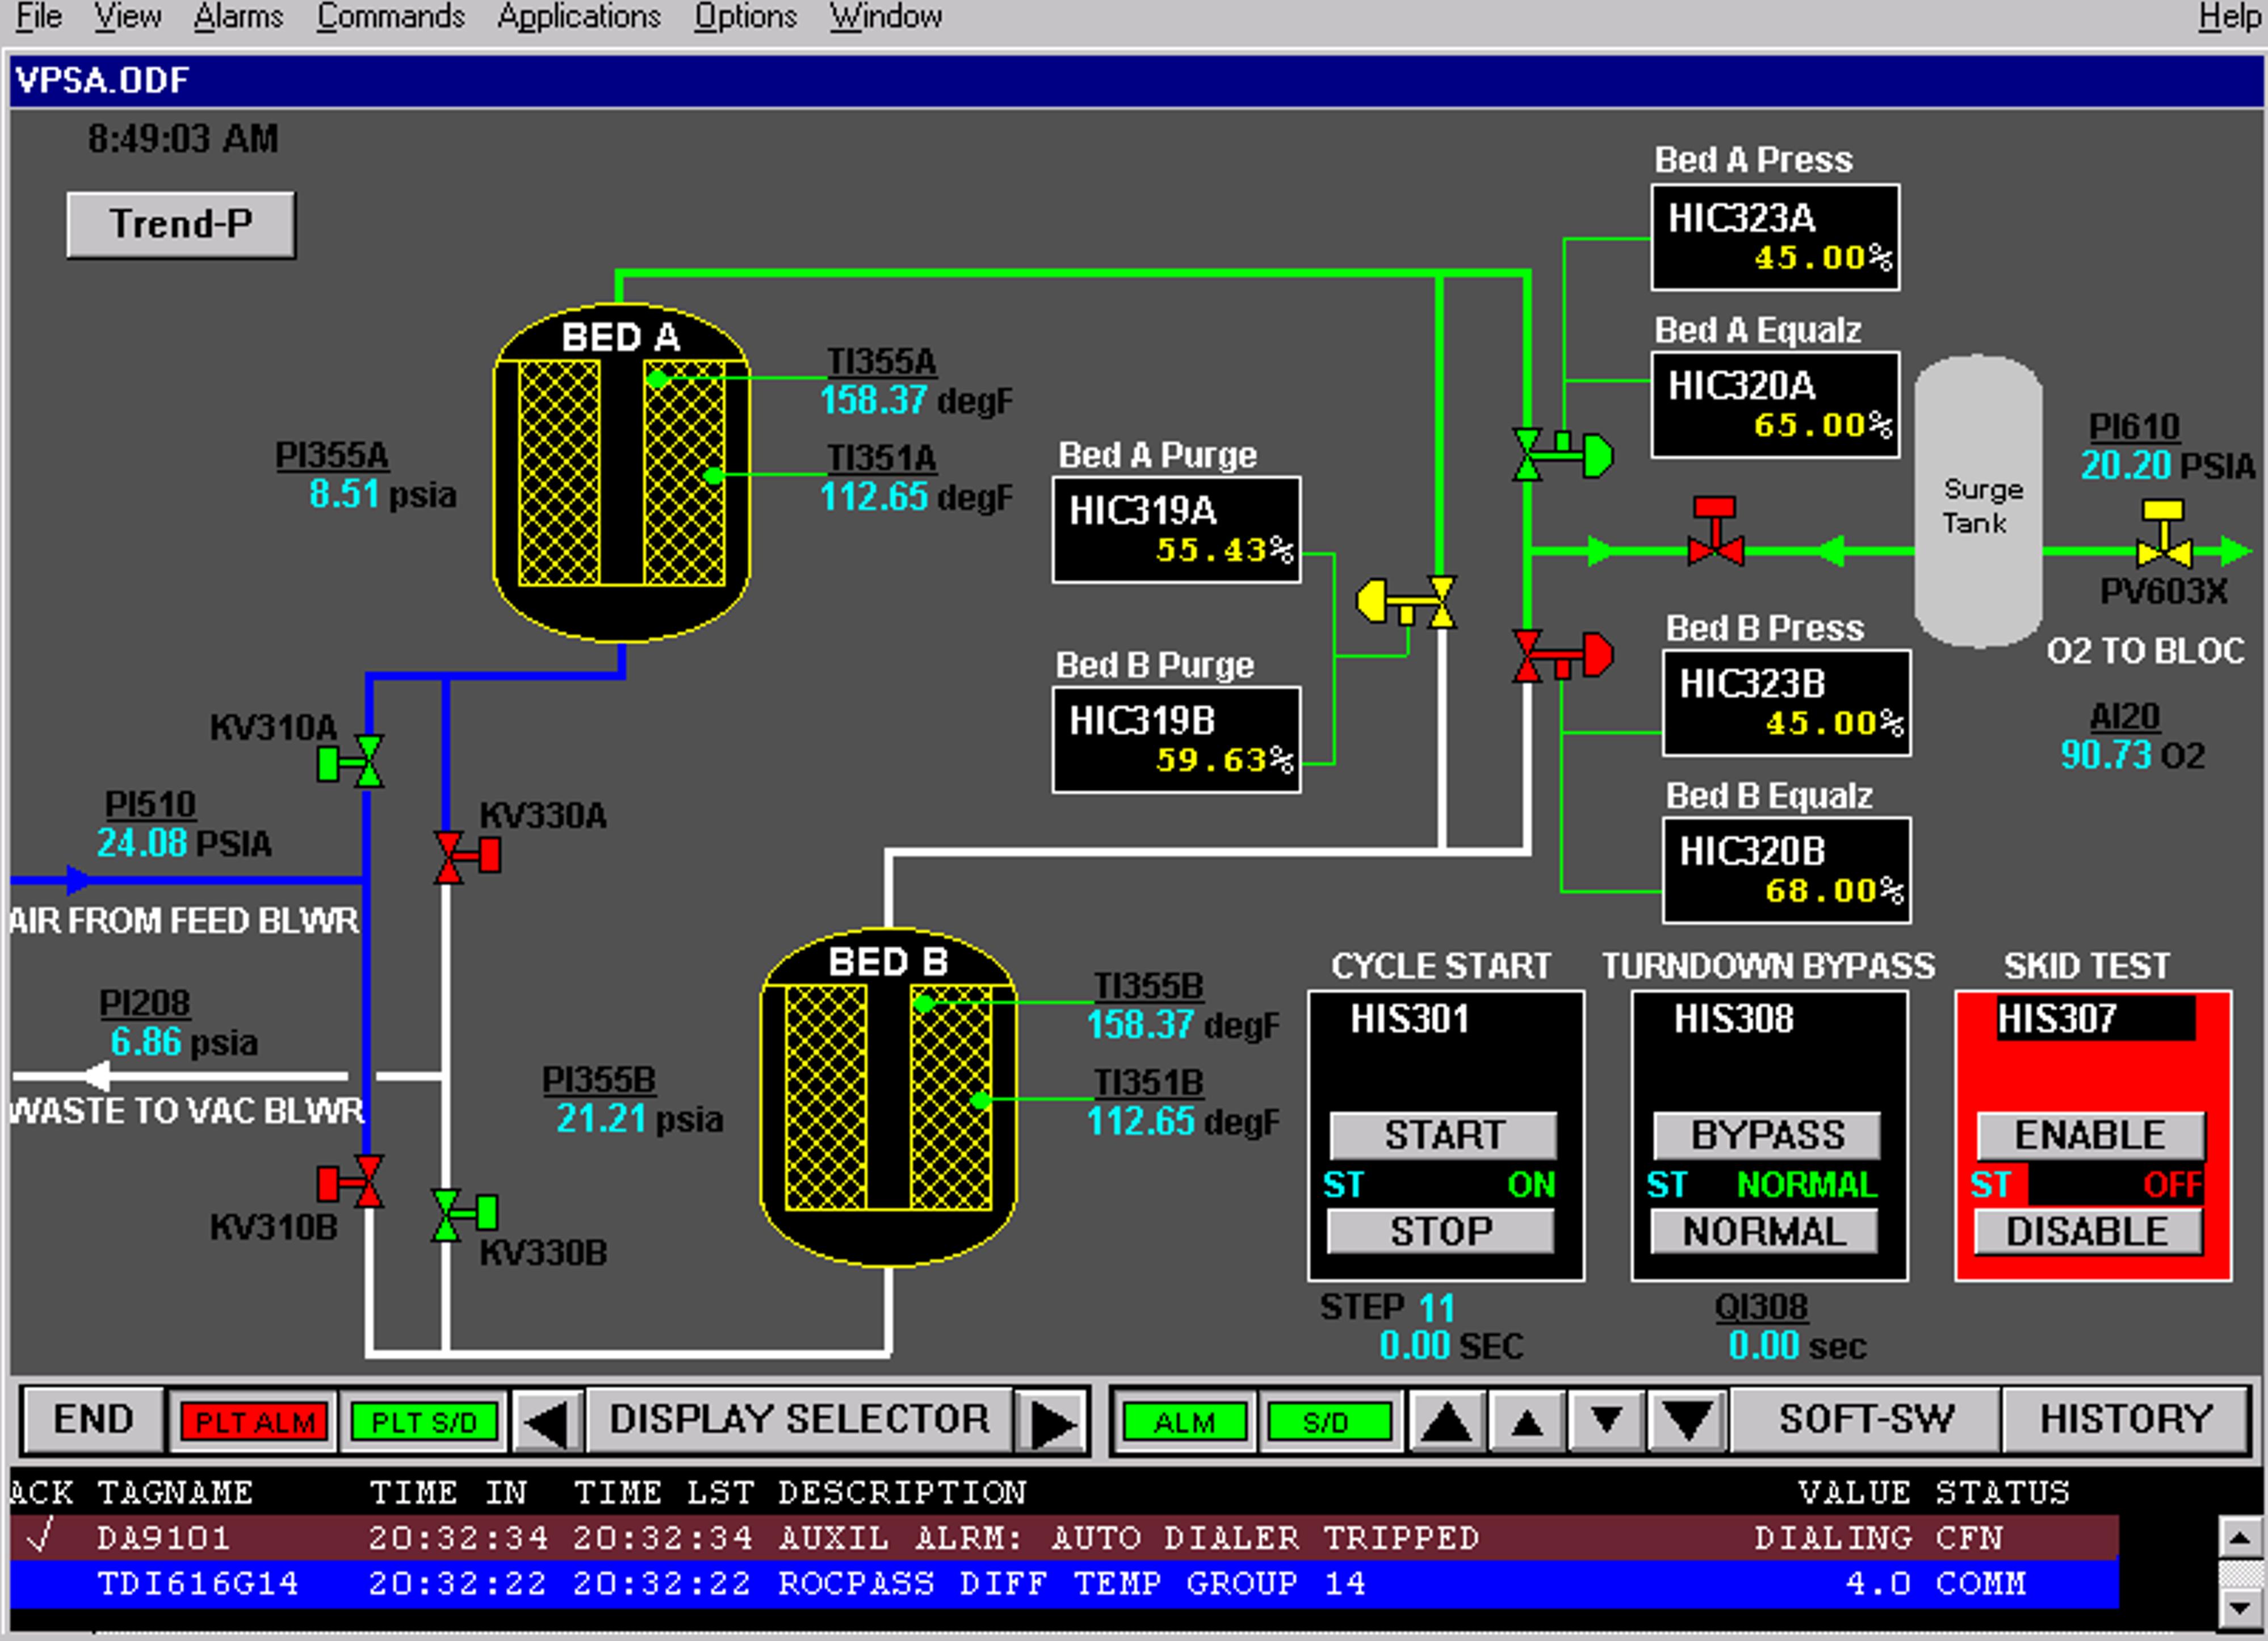 File View Alarms Commands Applications Options Window Help
VPSA.ODF
8:49:03 AM
Trend-P
BED A
TI355A
158.37 degF
TI351A
112.65 degF
PI355A
8.51 psia
Bed A Press
HIC323A
45.00%
Bed A Equalz
HIC320A
65.00%
Bed A Purge
HIC319A
55.43%
Bed B Purge
HIC319B
59.63%
Surge
Tank
PI610
20.20 PSIA
PV603X
O2 TO BLOC
AI20
90.73 O2
Bed B Press
HIC323B
45.00%
Bed B Equalz
HIC320B
68.00%
KV310A
PI510
24.08 PSIA
KV330A
AIR FROM FEED BLWR
PI208
6.86 psia
WASTE TO VAC BLWR
KV310B
KV330B
BED B
TI355B
158.37 degF
TI351B
112.65 degF
PI355B
21.21 psia
CYCLE START
HIS301
START
ST ON
STOP
STEP 11
0.00 SEC
TURNDOWN BYPASS
HIS308
BYPASS
ST NORMAL
NORMAL
QI308
0.00 sec
SKID TEST
HIS307
ENABLE
ST OFF
DISABLE
END PLT ALM PLT S/D DISPLAY SELECTOR ALM S/D SOFT-SW HISTORY
ACK TAGNAME TIME IN TIME LST DESCRIPTION VALUE STATUS
√ DA9101 20:32:34 20:32:34 AUXIL ALRM: AUTO DIALER TRIPPED DIALING CFN
TDI616G14 20:32:22 20:32:22 ROCPASS DIFF TEMP GROUP 14 4.0 COMM